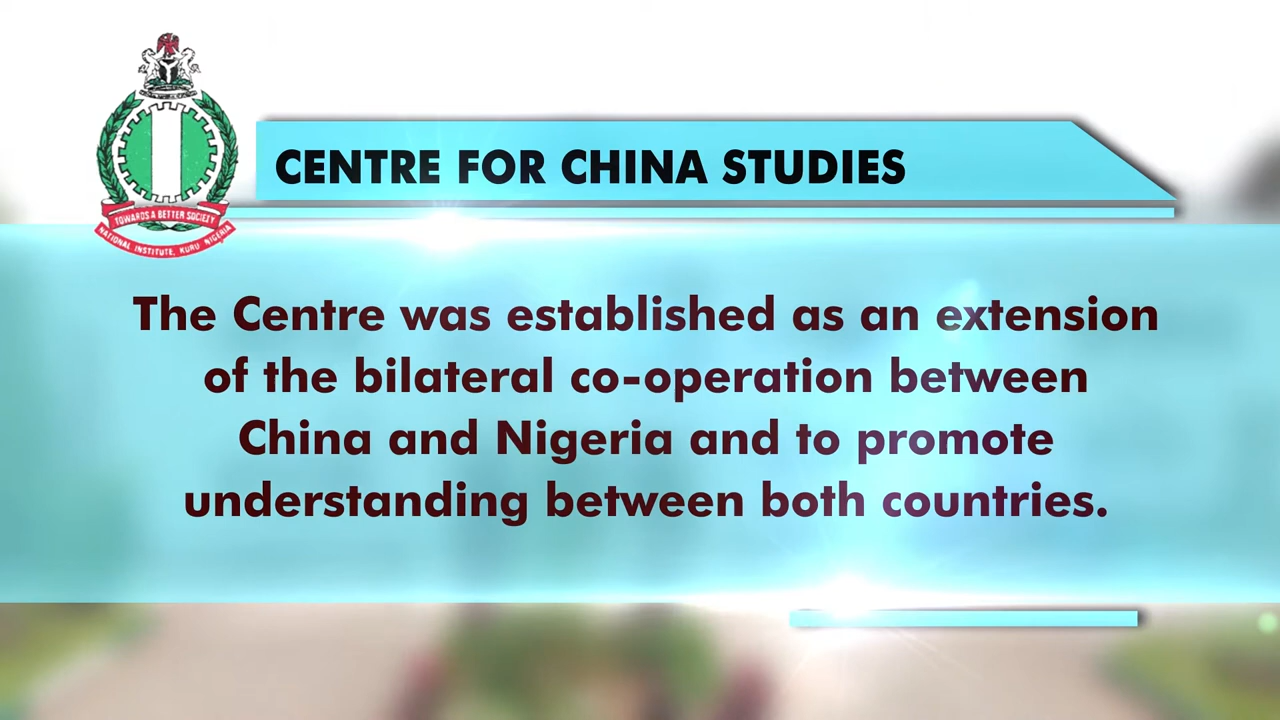 CENTRE FOR CHINA STUDIES
TOWARDS A BETTER SOCIETY
NATIONAL INSTITUTE, KURU NIGERIA
The Centre was established as an extension
of the bilateral co-operation between
China and Nigeria and to promote
understanding between both countries.